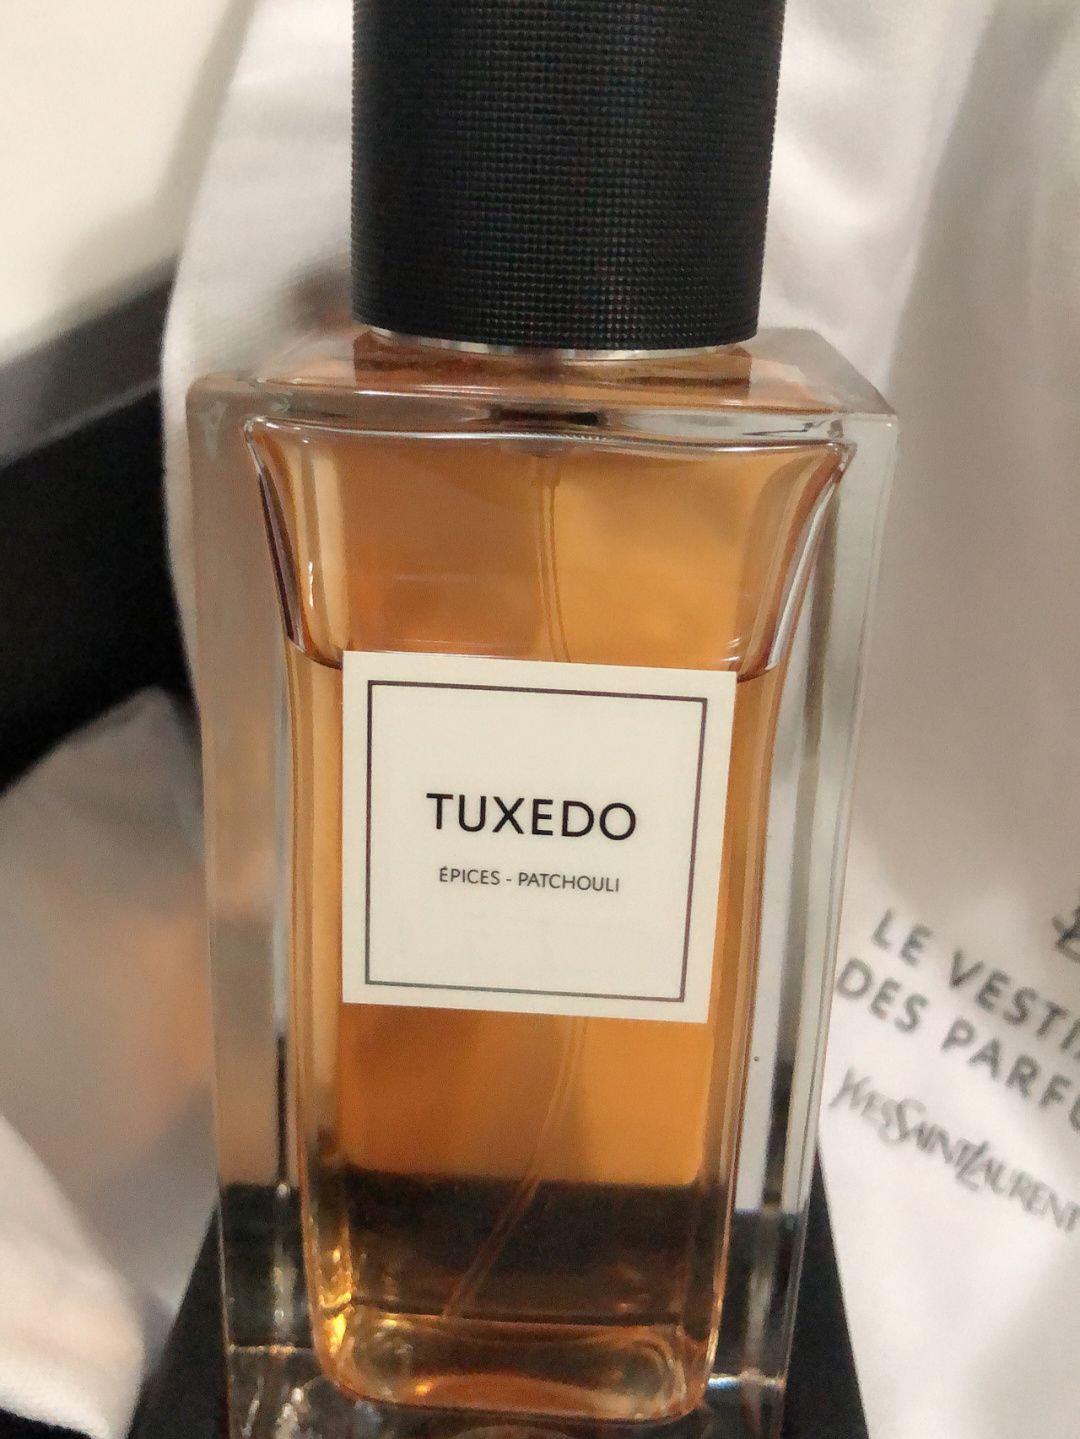 TUXEDO
ÉPICES - PATCHOULI
LE VESTI
DES PARFU
YVESSAINTLAURENT